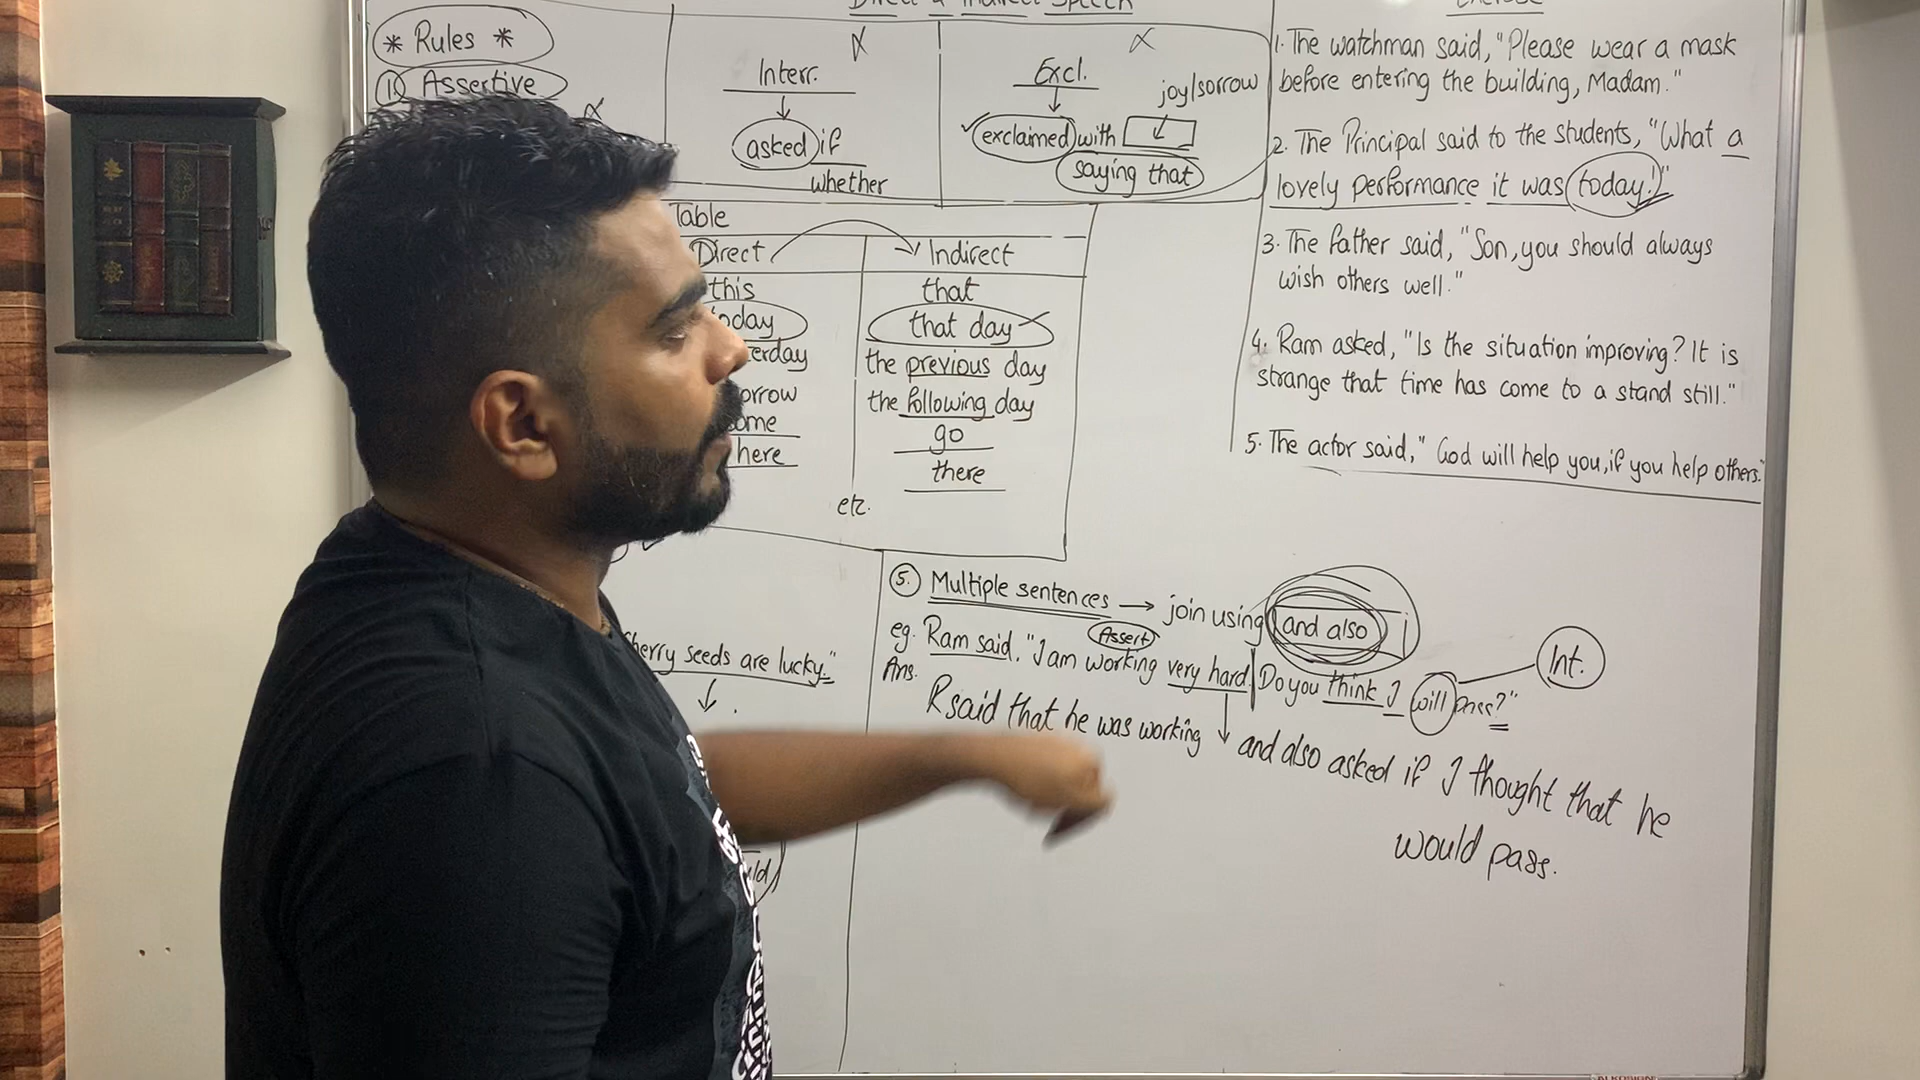 Direct & Indirect Speech
* Rules *
① Assertive
Interr.
asked if
whether
Excl.
joy/sorrow
exclaimed with
saying that
Table
Direct
Indirect
this
that
today
that day
the previous day
the following day
go
here
there
etc.
Exercise
1. The watchman said, "Please wear a mask
before entering the building, Madam."
2. The Principal said to the students, "What a
lovely performance it was today!"
3. The father said, "Son, you should always
wish others well."
4. Ram asked, "Is the situation improving? It is
strange that time has come to a stand still."
5. The actor said, "God will help you, if you help others."
seeds are lucky."
⑤. Multiple sentences → join using and also
Assert
Int.
eg. Ram said, "I am working very hard. Do you think I will pass?"
Ans.
R said that he was working and also asked if I thought that he
would pass.